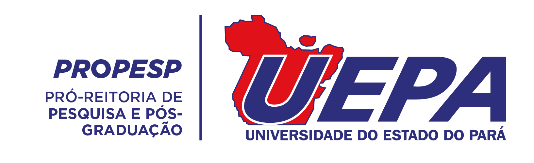 PROPESP
PRÓ-REITORIA DE
PESQUISA E PÓS-
GRADUAÇÃO
UEPA
UNIVERSIDADE DO ESTADO DO PARÁ